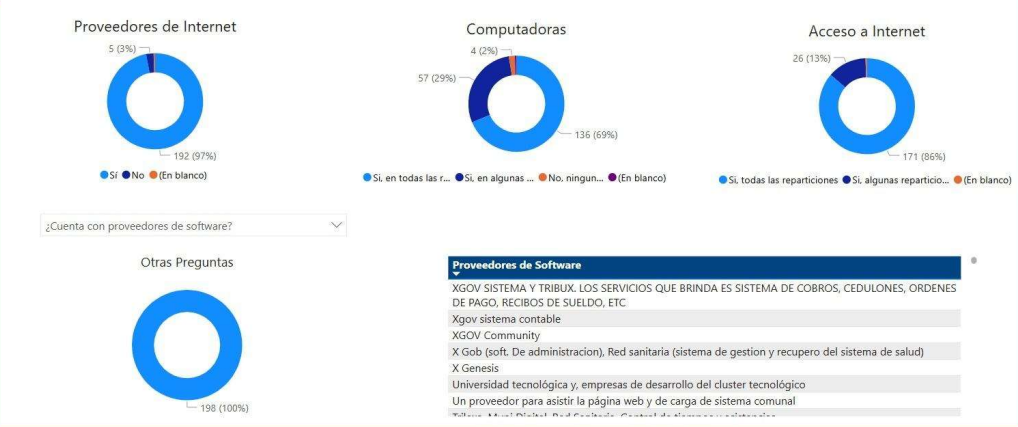 Proveedores de Internet
5 (3%)
192 (97%)
Sí No (En blanco)
Computadoras
4 (2%)
57 (29%)
136 (69%)
Si, en todas las r... Si, en algunas ... No, ningun... (En blanco)
Acceso a Internet
26 (13%)
171 (86%)
Si, todas las reparticiones Si, algunas reparticio... (En blanco)
¿Cuenta con proveedores de software?
Otras Preguntas
198 (100%)
Proveedores de Software
XGOV SISTEMA Y TRIBUX. LOS SERVICIOS QUE BRINDA ES SISTEMA DE COBROS, CEDULONES, ORDENES
DE PAGO, RECIBOS DE SUELDO, ETC
Xgov sistema contable
XGOV Community
X Gob (soft. De administracion), Red sanitaria (sistema de gestion y recupero del sistema de salud)
X Genesis
Universidad tecnológica y, empresas de desarrollo del cluster tecnológico
Un proveedor para asistir la página web y de carga de sistema comunal